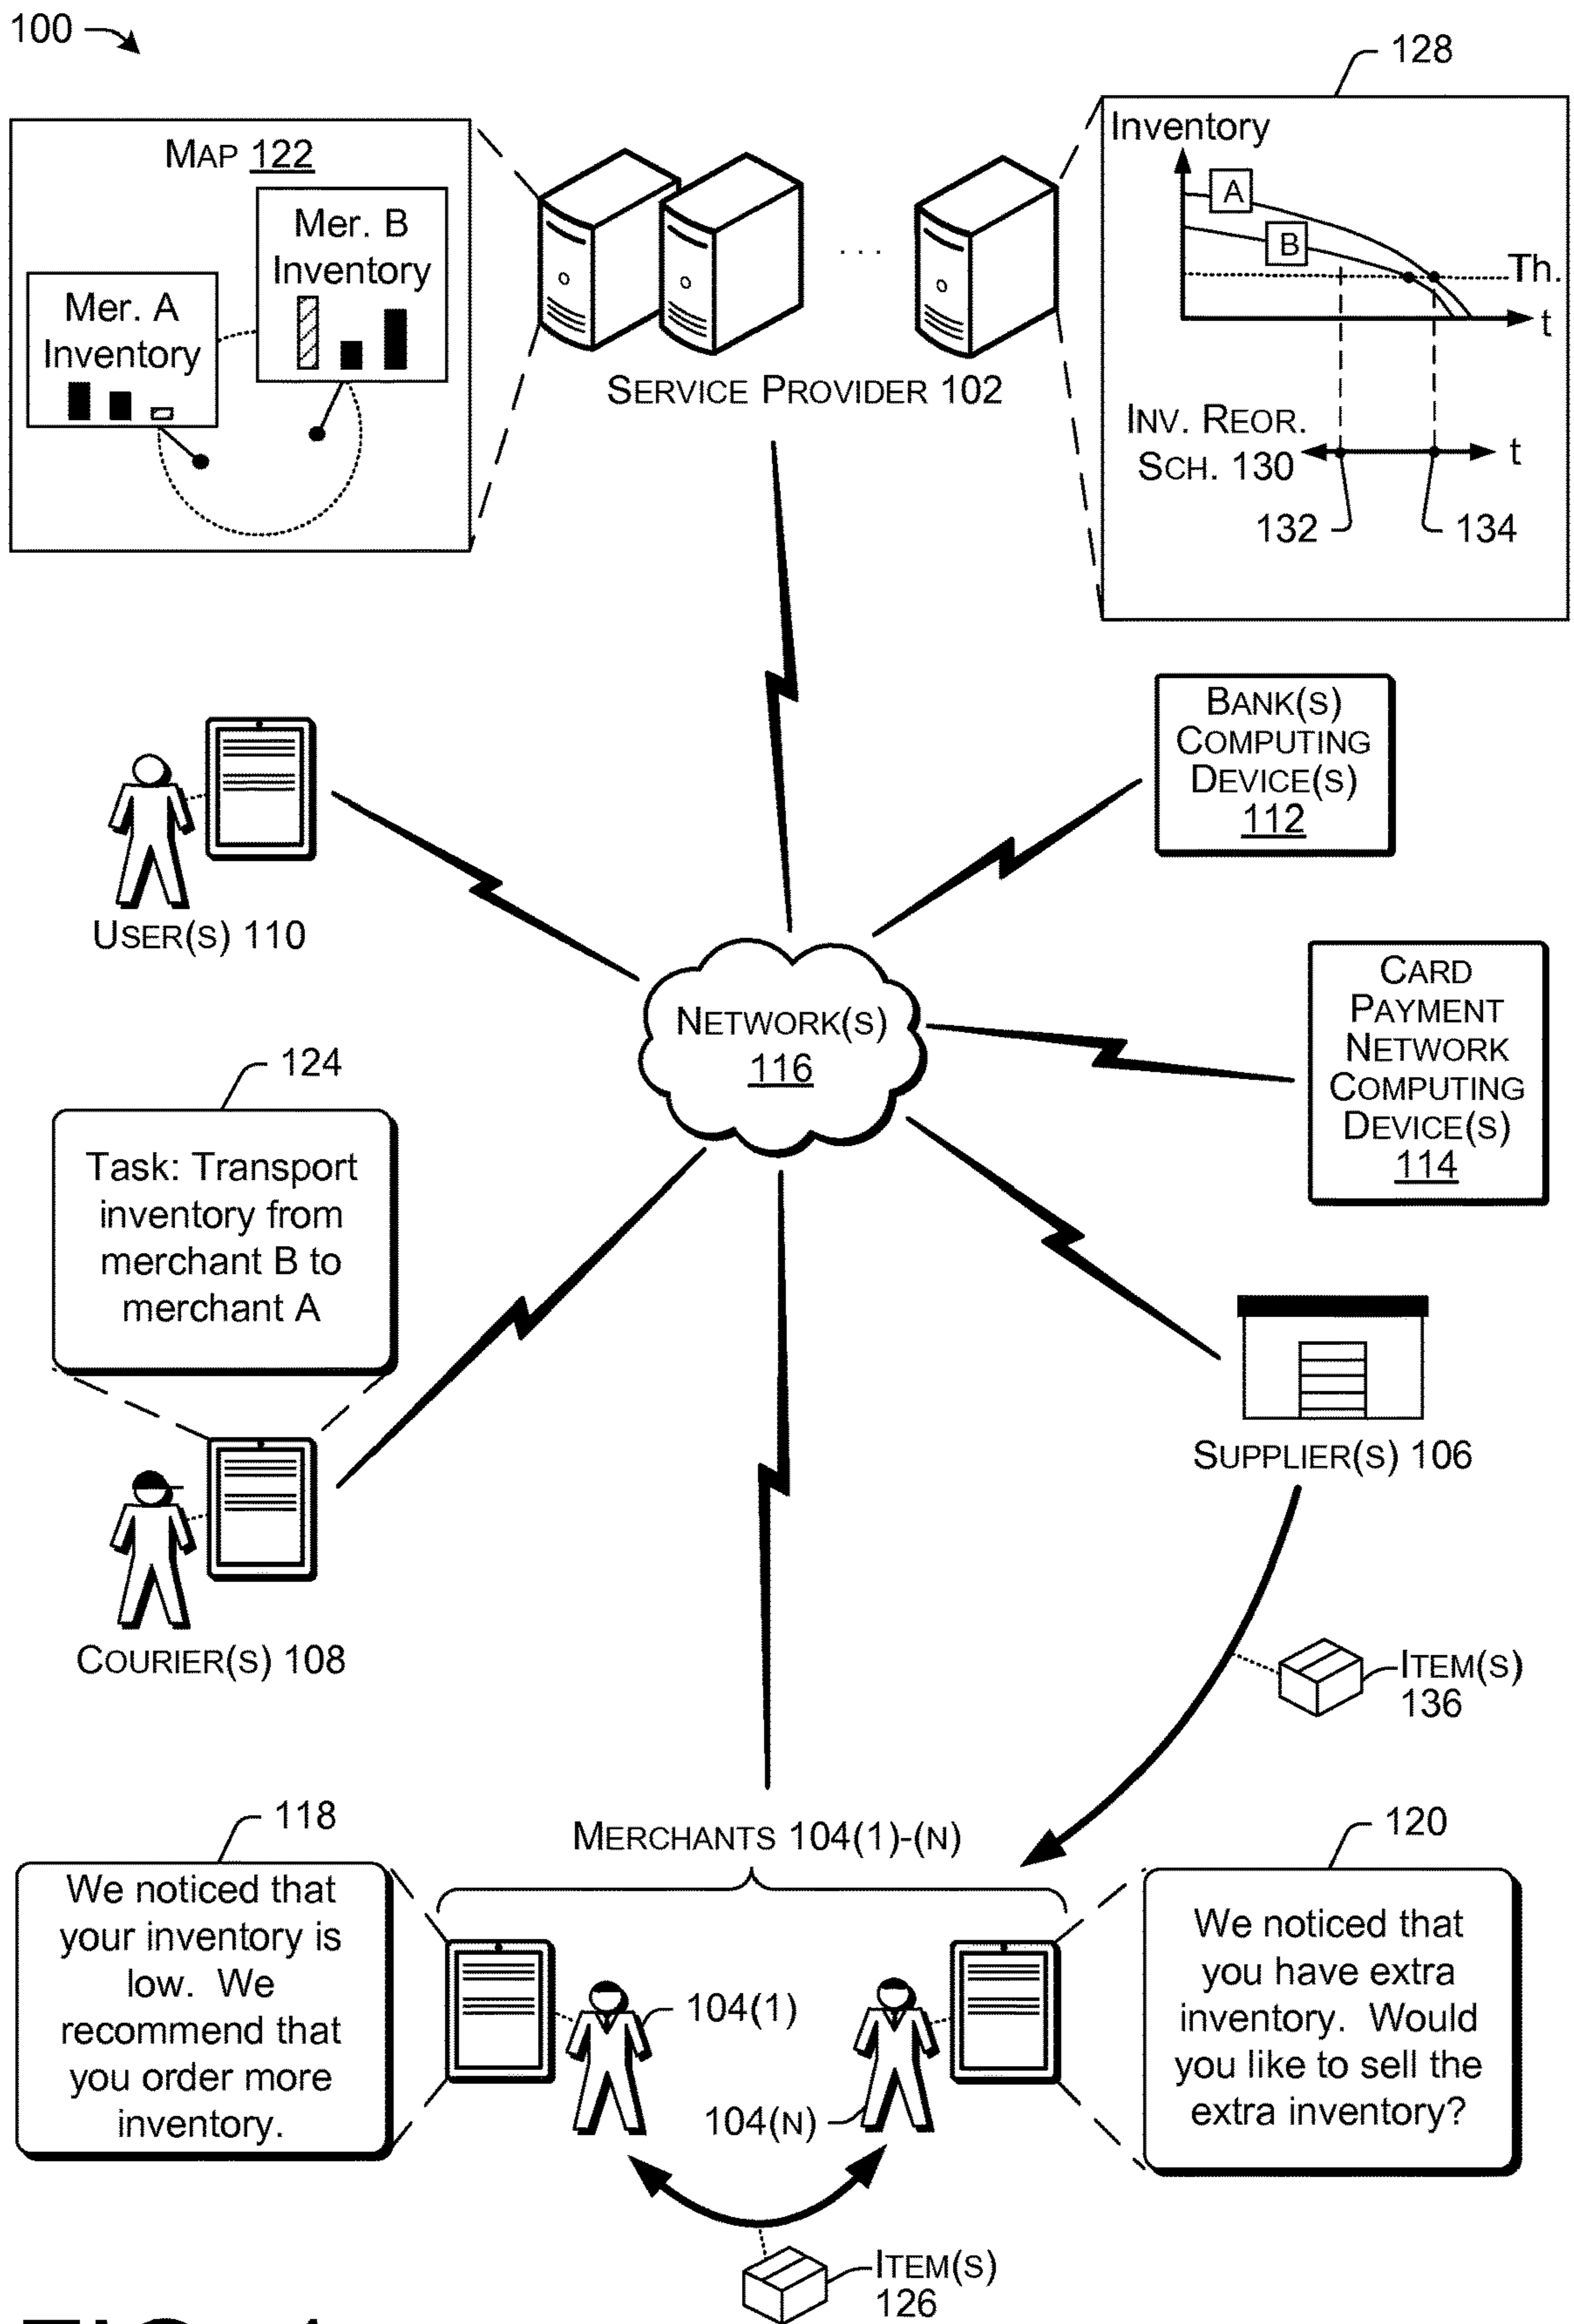 100
128
MAP 122
Mer. B
Inventory
Mer. A
Inventory
...
SERVICE PROVIDER 102
Inventory
A
B
Th.
t
INV. REOR.
SCH. 130
t
132
134
BANK(S)
COMPUTING
DEVICE(S)
112
USER(S) 110
NETWORK(S)
116
CARD
PAYMENT
NETWORK
COMPUTING
DEVICE(S)
114
124
Task: Transport
inventory from
merchant B to
merchant A
COURIER(S) 108
SUPPLIER(S) 106
ITEM(S)
136
MERCHANTS 104(1)-(N)
118
We noticed that
your inventory is
low. We
recommend that
you order more
inventory.
104(1)
104(N)
120
We noticed that
you have extra
inventory. Would
you like to sell the
extra inventory?
ITEM(S)
126